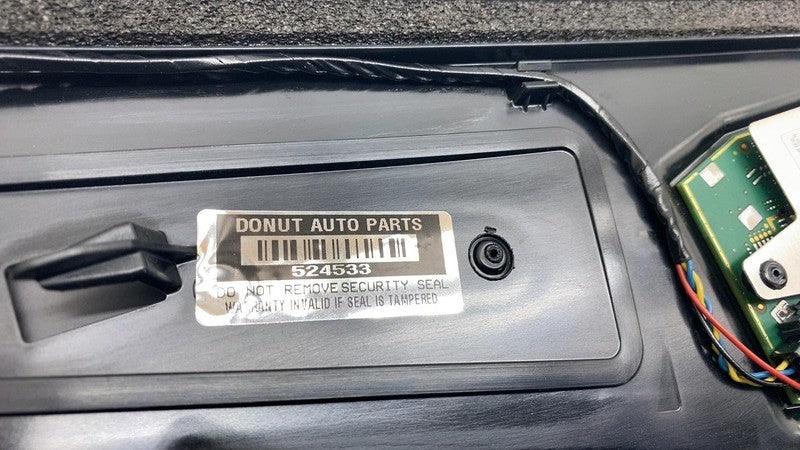 DONUT AUTO PARTS
524533
DO NOT REMOVE SECURITY SEAL
WARRANTY INVALID IF SEAL IS TAMPERED